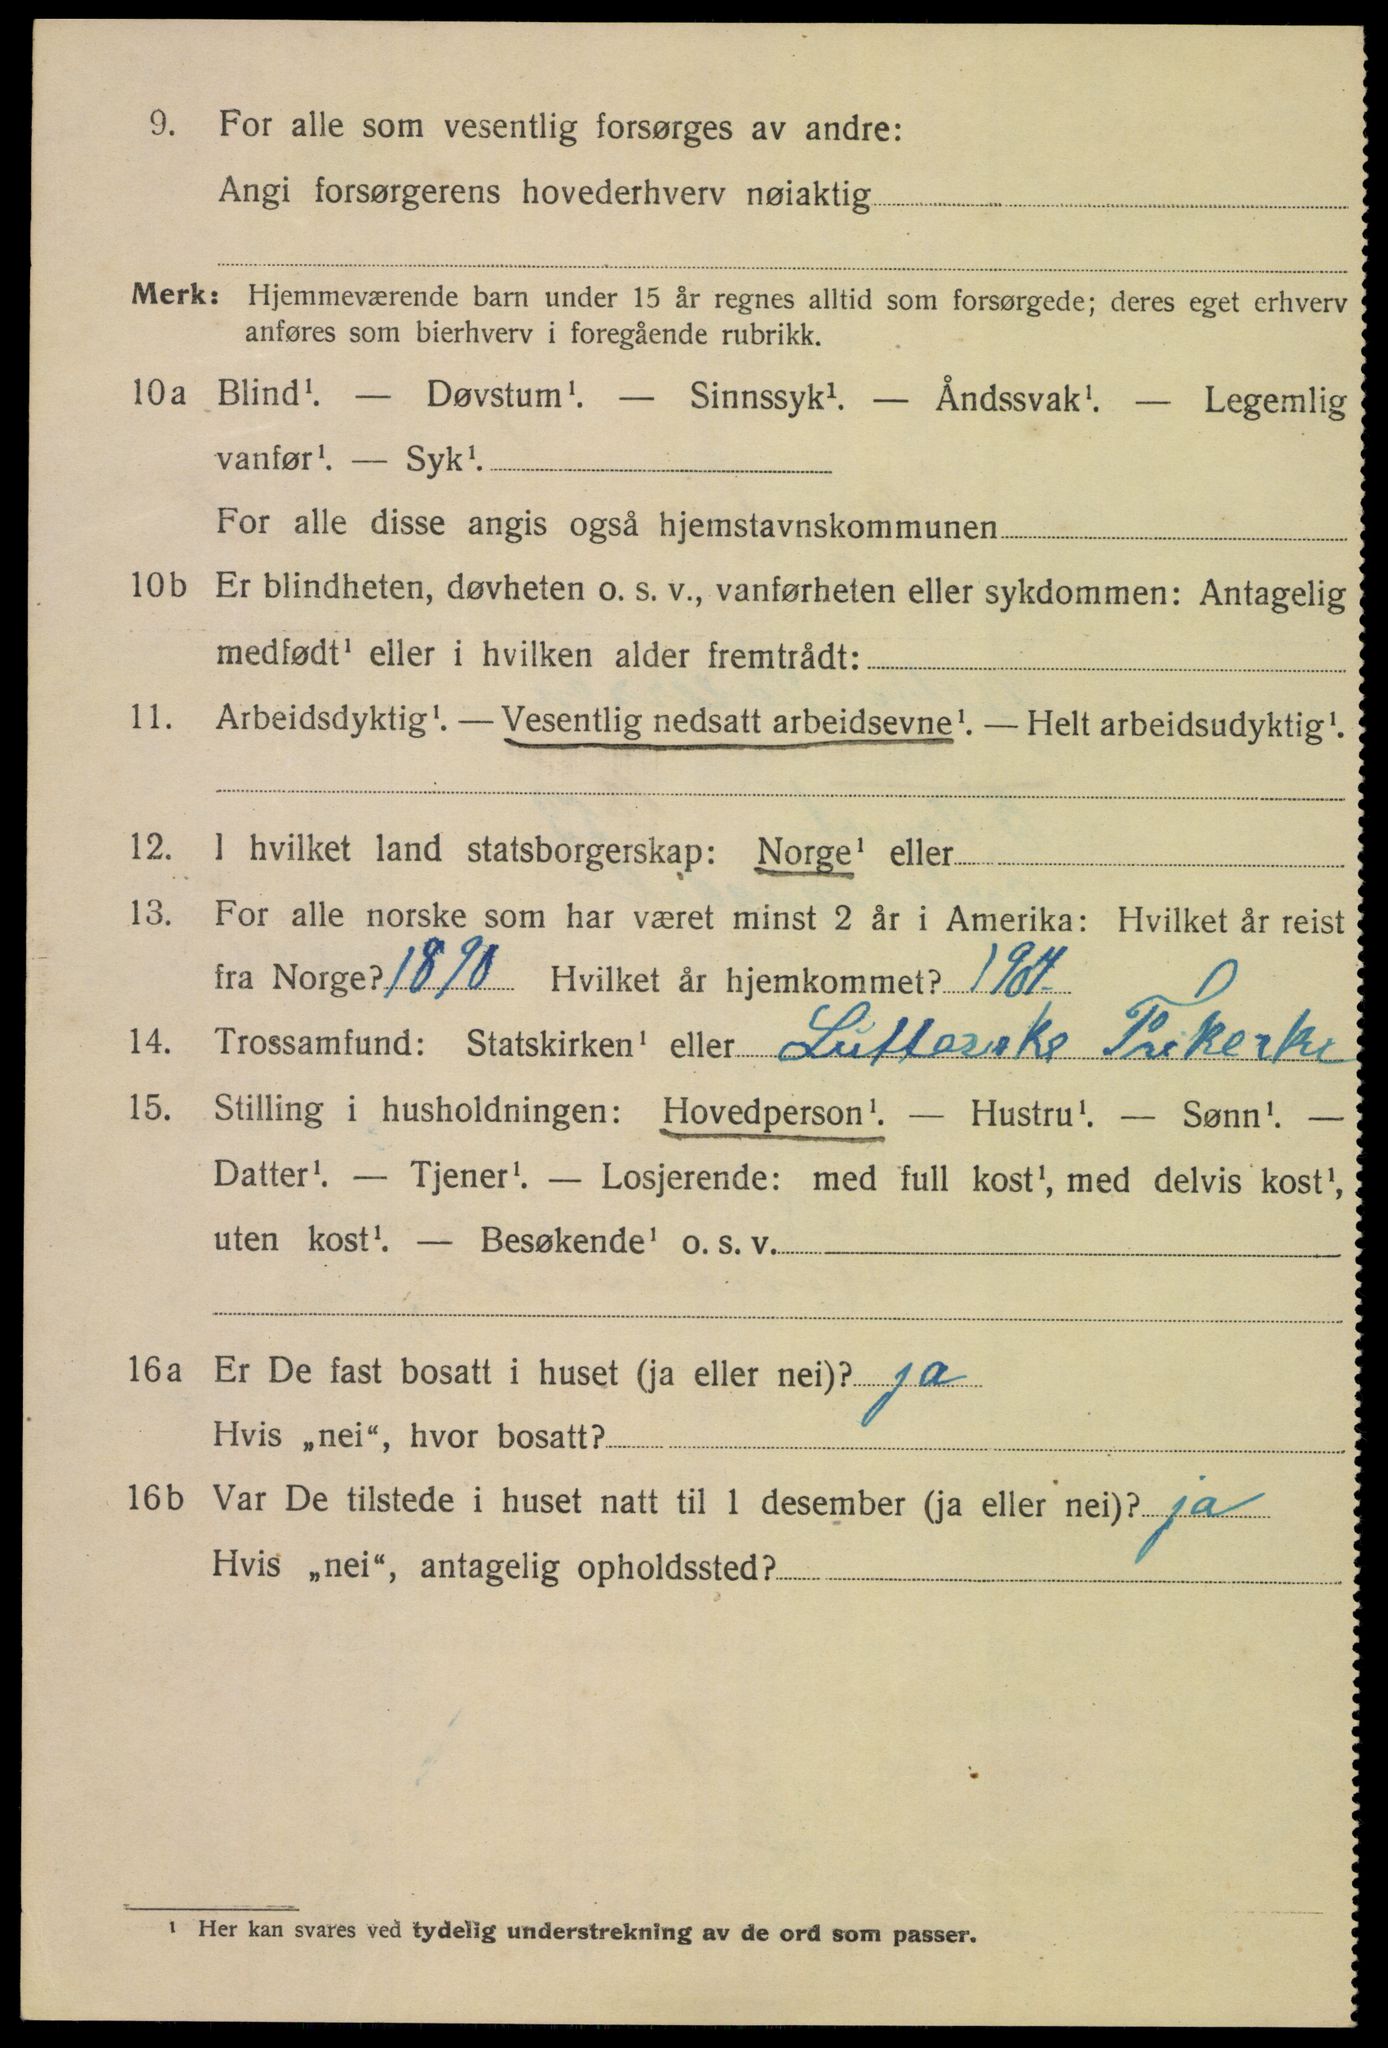 9. For alle som vesentlig forsørges av andre:
Angi forsørgerens hovederhverv nøiaktig
Merk: Hjemmeværende barn under 15 år regnes alltid som forsørgede; deres eget erhverv
anføres som bierhverv i foregående rubrikk.
10a Blind¹. — Døvstum¹. — Sinnssyk¹. — Åndssvak¹. — Legemlig
vanfør¹. — Syk¹.
For alle disse angis også hjemstavnskommunen
10b Er blindheten, døvheten o. s. v., vanførheten eller sykdommen: Antagelig
medfødt¹ eller i hvilken alder fremtrådt:
11. Arbeidsdyktig¹. — Vesentlig nedsatt arbeidsevne¹. — Helt arbeidsudyktig¹.
12. I hvilket land statsborgerskap: Norge¹ eller
13. For alle norske som har været minst 2 år i Amerika: Hvilket år reist
fra Norge? 1890 Hvilket år hjemkommet?
14. Trossamfund: Statskirken¹ eller
15. Stilling i husholdningen: Hovedperson¹. — Hustru¹. — Sønn¹. —
Datter¹. — Tjener¹. — Losjerende: med full kost¹, med delvis kost¹,
uten kost¹. — Besøkende¹ o. s. v.
16a Er De fast bosatt i huset (ja eller nei)? ja
Hvis „nei“, hvor bosatt?
16b Var De tilstede i huset natt til 1 desember (ja eller nei)? ja
Hvis „nei“, antagelig opholdssted?
¹ Her kan svares ved tydelig understrekning av de ord som passer.